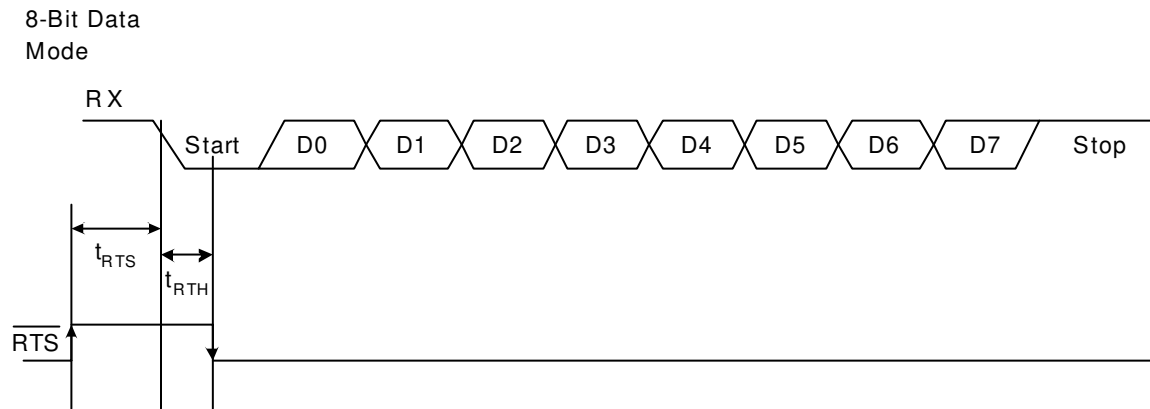 8-Bit Data
Mode
RX
Start D0 D1 D2 D3 D4 D5 D6 D7 Stop
tRTS
tRTH
RTS